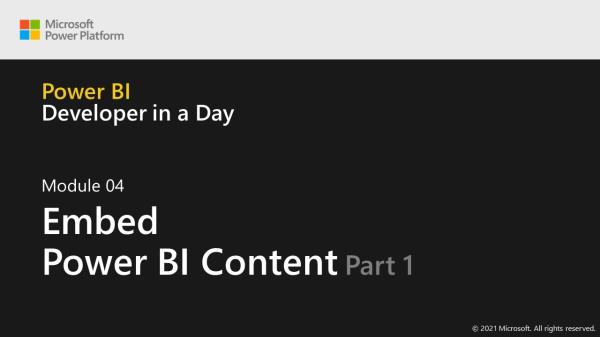 Microsoft
Power Platform
Power BI
Developer in a Day
Module 04
Embed
Power BI Content Part 1
© 2021 Microsoft. All rights reserved.